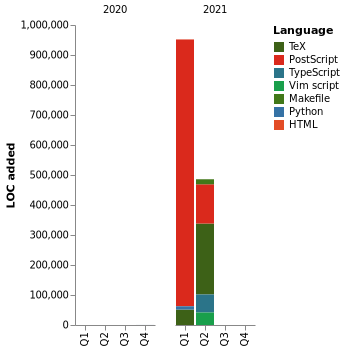 2020
2021
LOC added
1,000,000
900,000
800,000
700,000
600,000
500,000
400,000
300,000
200,000
100,000
0
Q1
Q2
Q3
Q4
Q1
Q2
Q3
Q4
Language
TeX
PostScript
TypeScript
Vim script
Makefile
Python
HTML